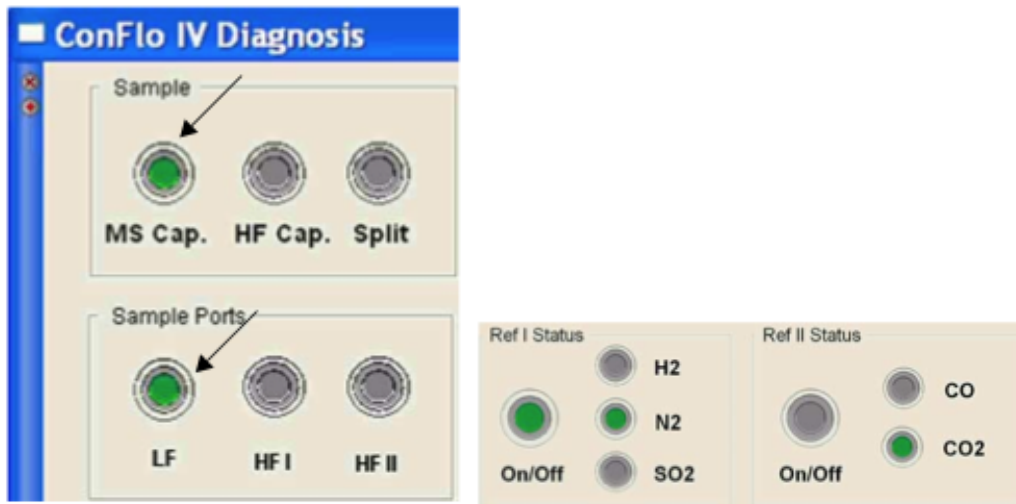 ConFlo IV Diagnosis
Sample
MS Cap. HF Cap. Split
Sample Ports
LF HF I HF II
Ref I Status
H2
N2
On/Off SO2
Ref II Status
CO
CO2
On/Off